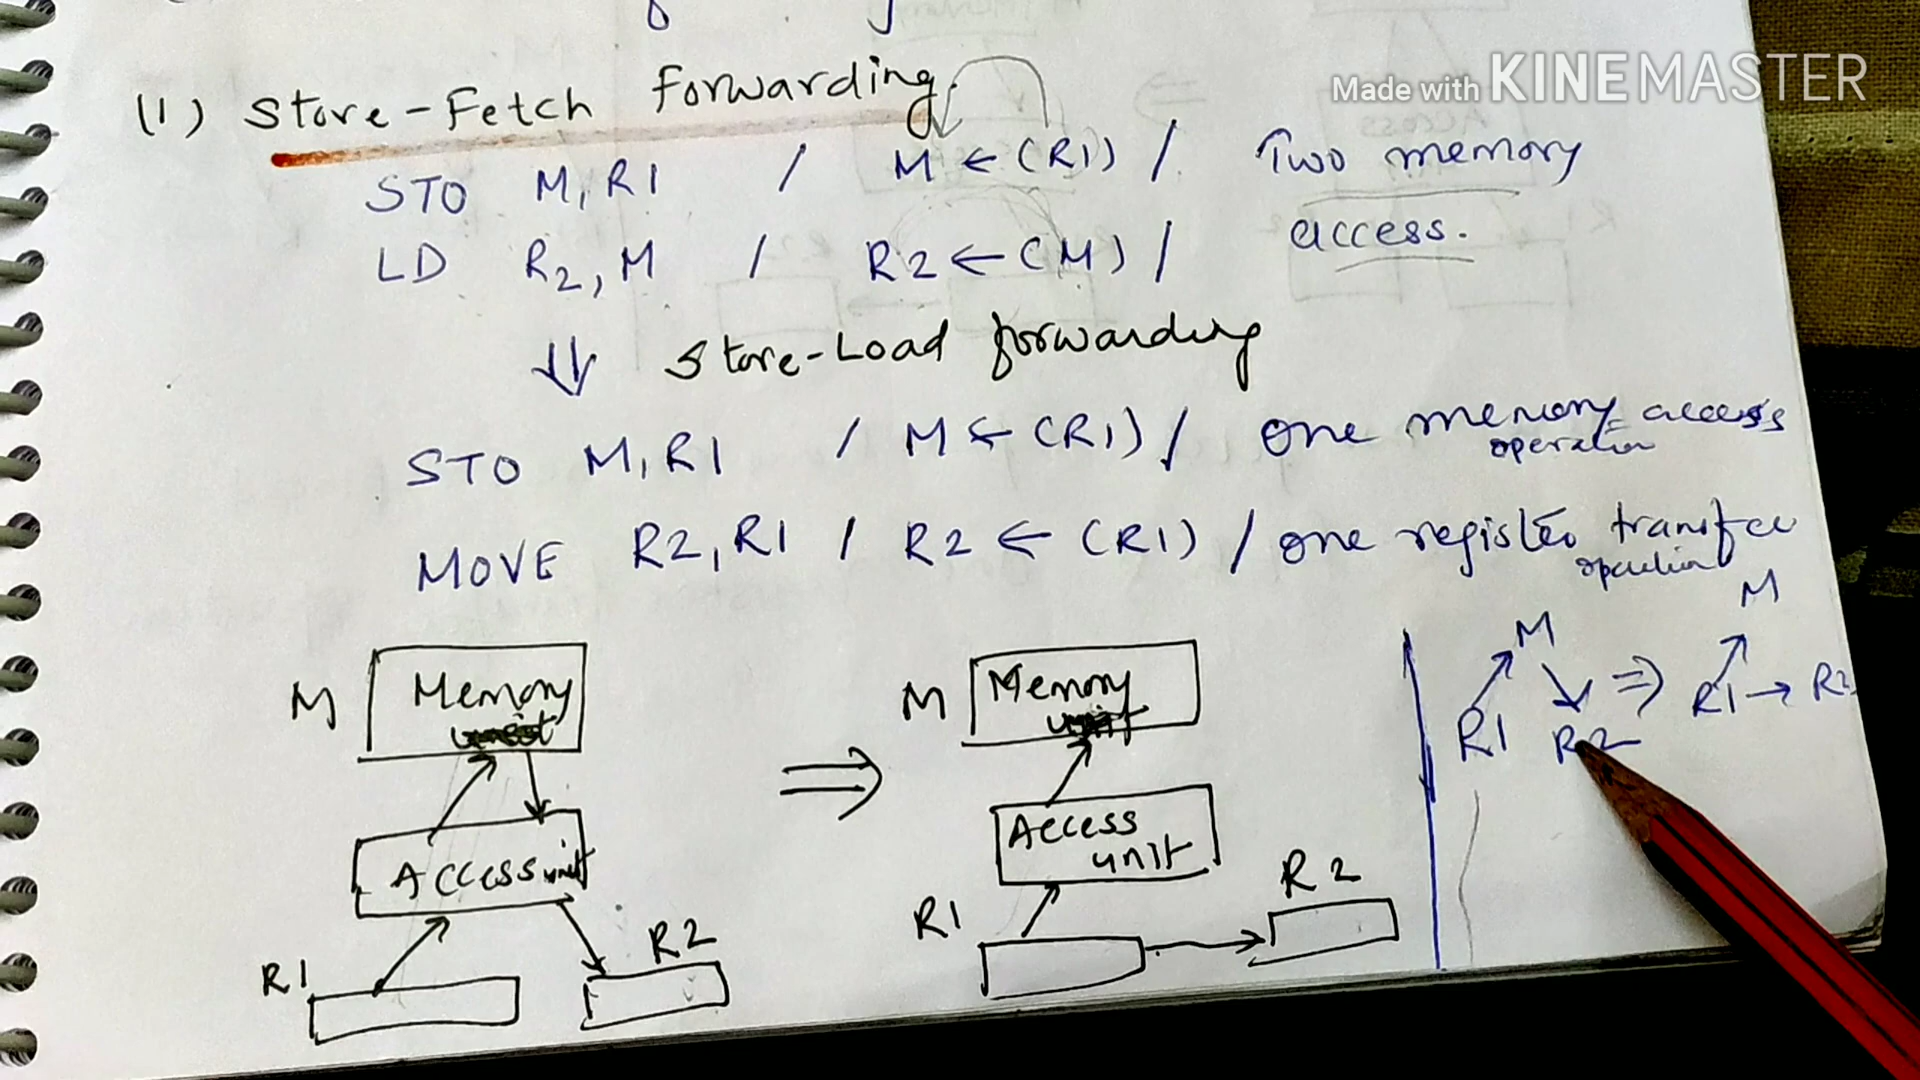 Made with KINEMASTER
(1) Store-Fetch Forwarding
STO M, R1 / M ← (R1) / Two memory
LD R2, M / R2 ← (M) / access.
⇓ Store-Load forwarding
STO M, R1 / M ← (R1) / one memory access
operation
MOVE R2, R1 / R2 ← (R1) / one register transfer
operation
M
M
R1 R2 ⇒ R1 → R2
M Memory
unit
Access unit
R1 R2
⇒
M Memory
unit
Access
unit
R1 R2